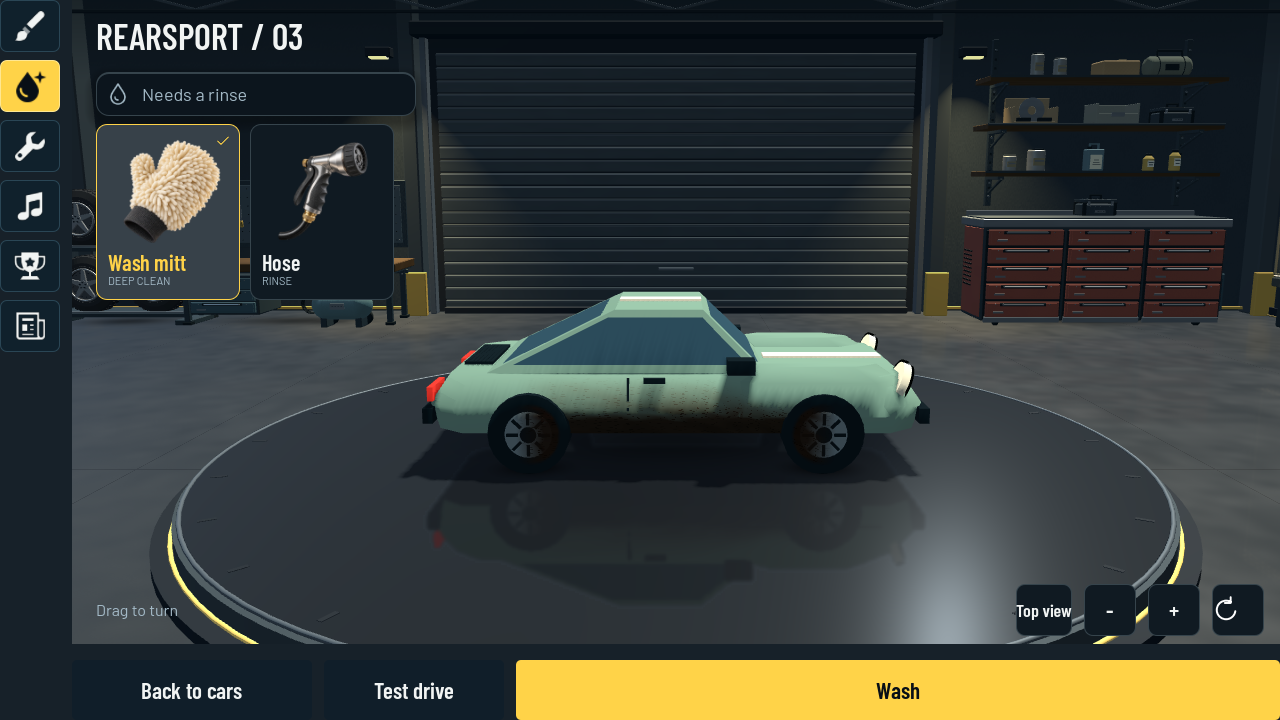 REARSPORT / 03
Needs a rinse
Wash mitt
DEEP CLEAN
Hose
RINSE
Drag to turn
Top view
-
+
Back to cars
Test drive
Wash